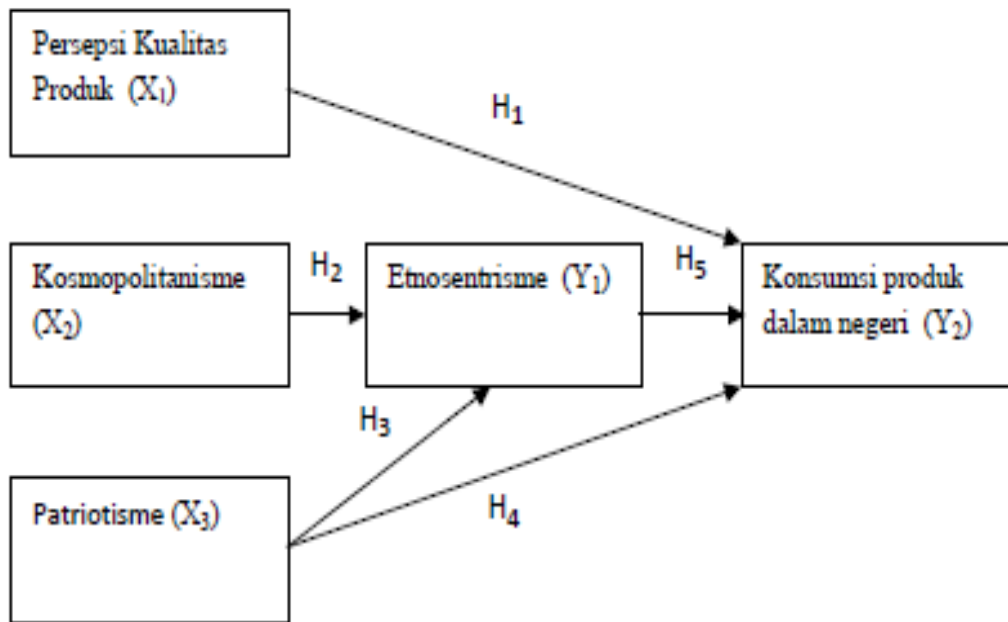 Persepsi Kualitas
Produk (X₁)
H₁
Kosmopolitanisme
(X₂)
H₂
Etnosentrisme (Y₁)
H₅
Konsumsi produk
dalam negeri (Y₂)
H₃
Patriotisme (X₃)
H₄